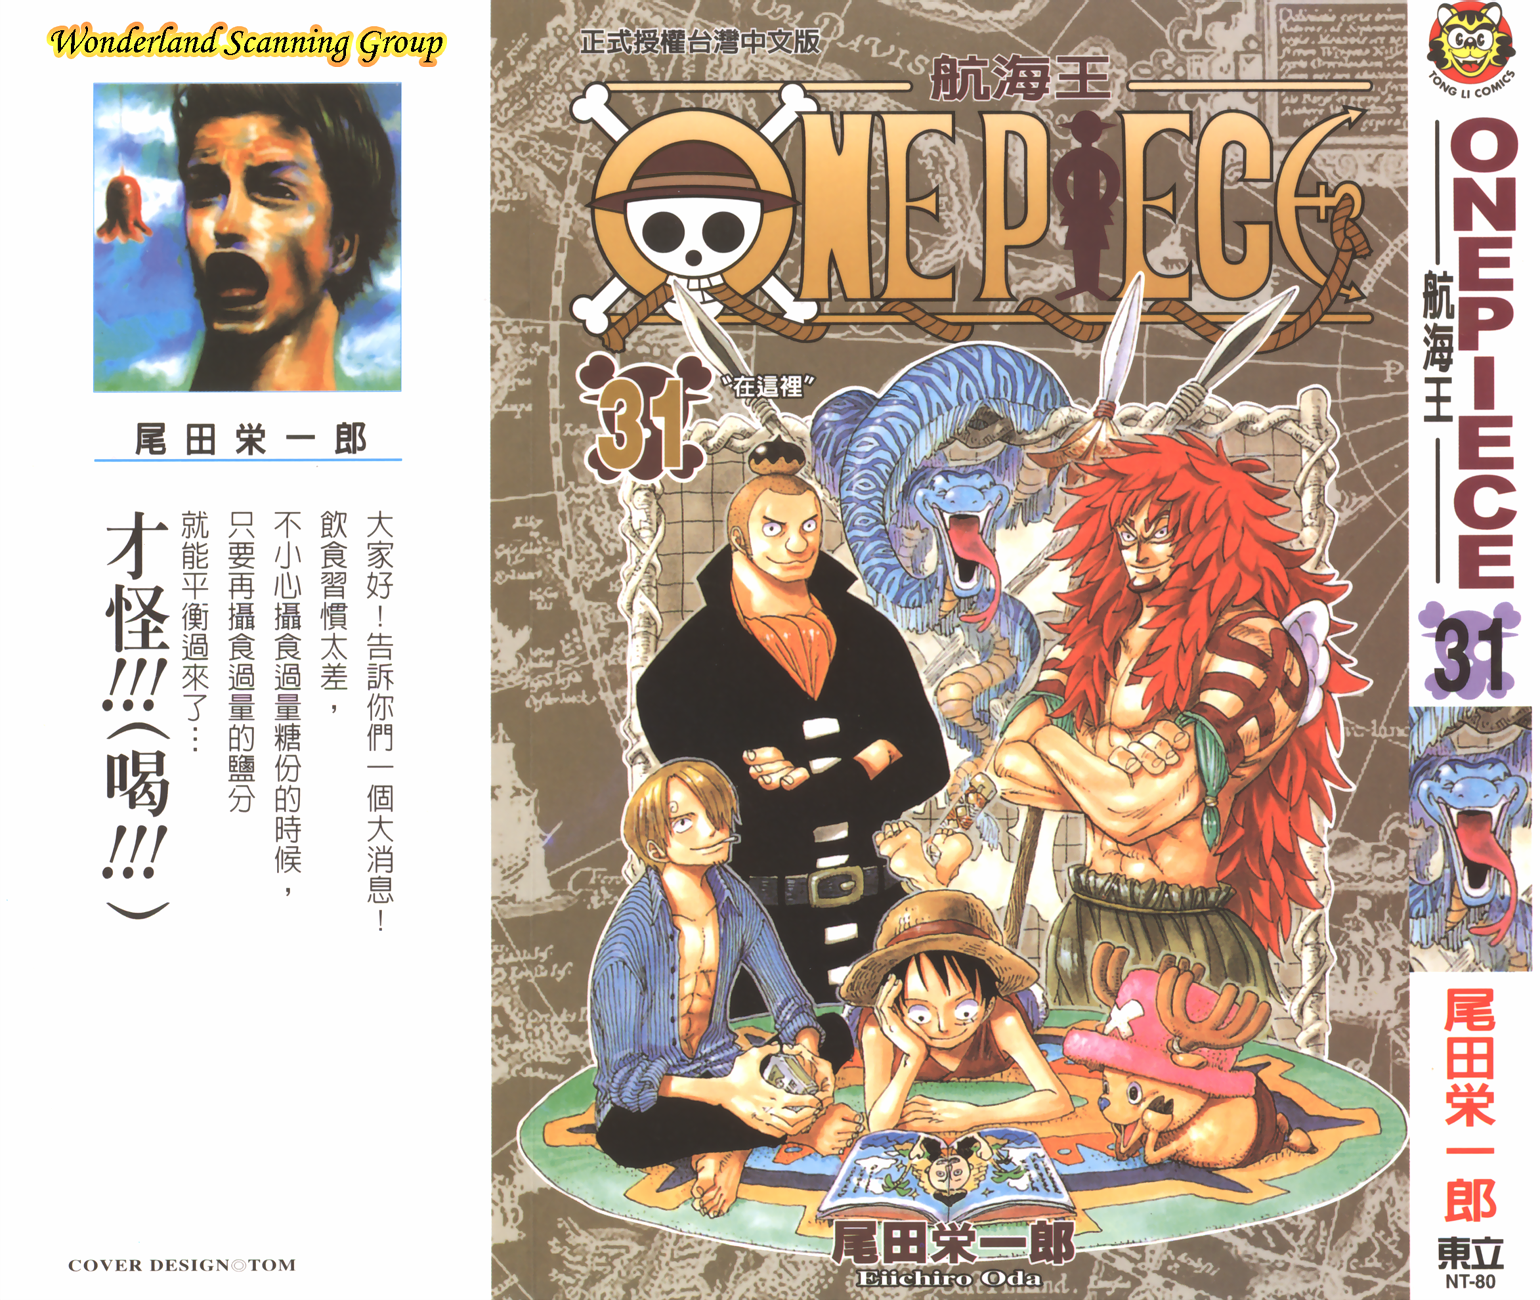 Wonderland Scanning Group
尾田栄一郎
大家好！告訴你們一個大消息！
飲食習慣太差，
不小心攝食過量糖份的時候，
只要再攝食過量的鹽分
就能平衡過來了…
才怪!!!(喝!!!)
COVER DESIGN◎TOM
正式授權台灣中文版
航海王
ONE PIECE
31
〝在這裡〞
尾田栄一郎
Eiichiro Oda
TONG LI COMICS
ONE PIECE
航海王
31
尾田栄一郎
東立
NT-80